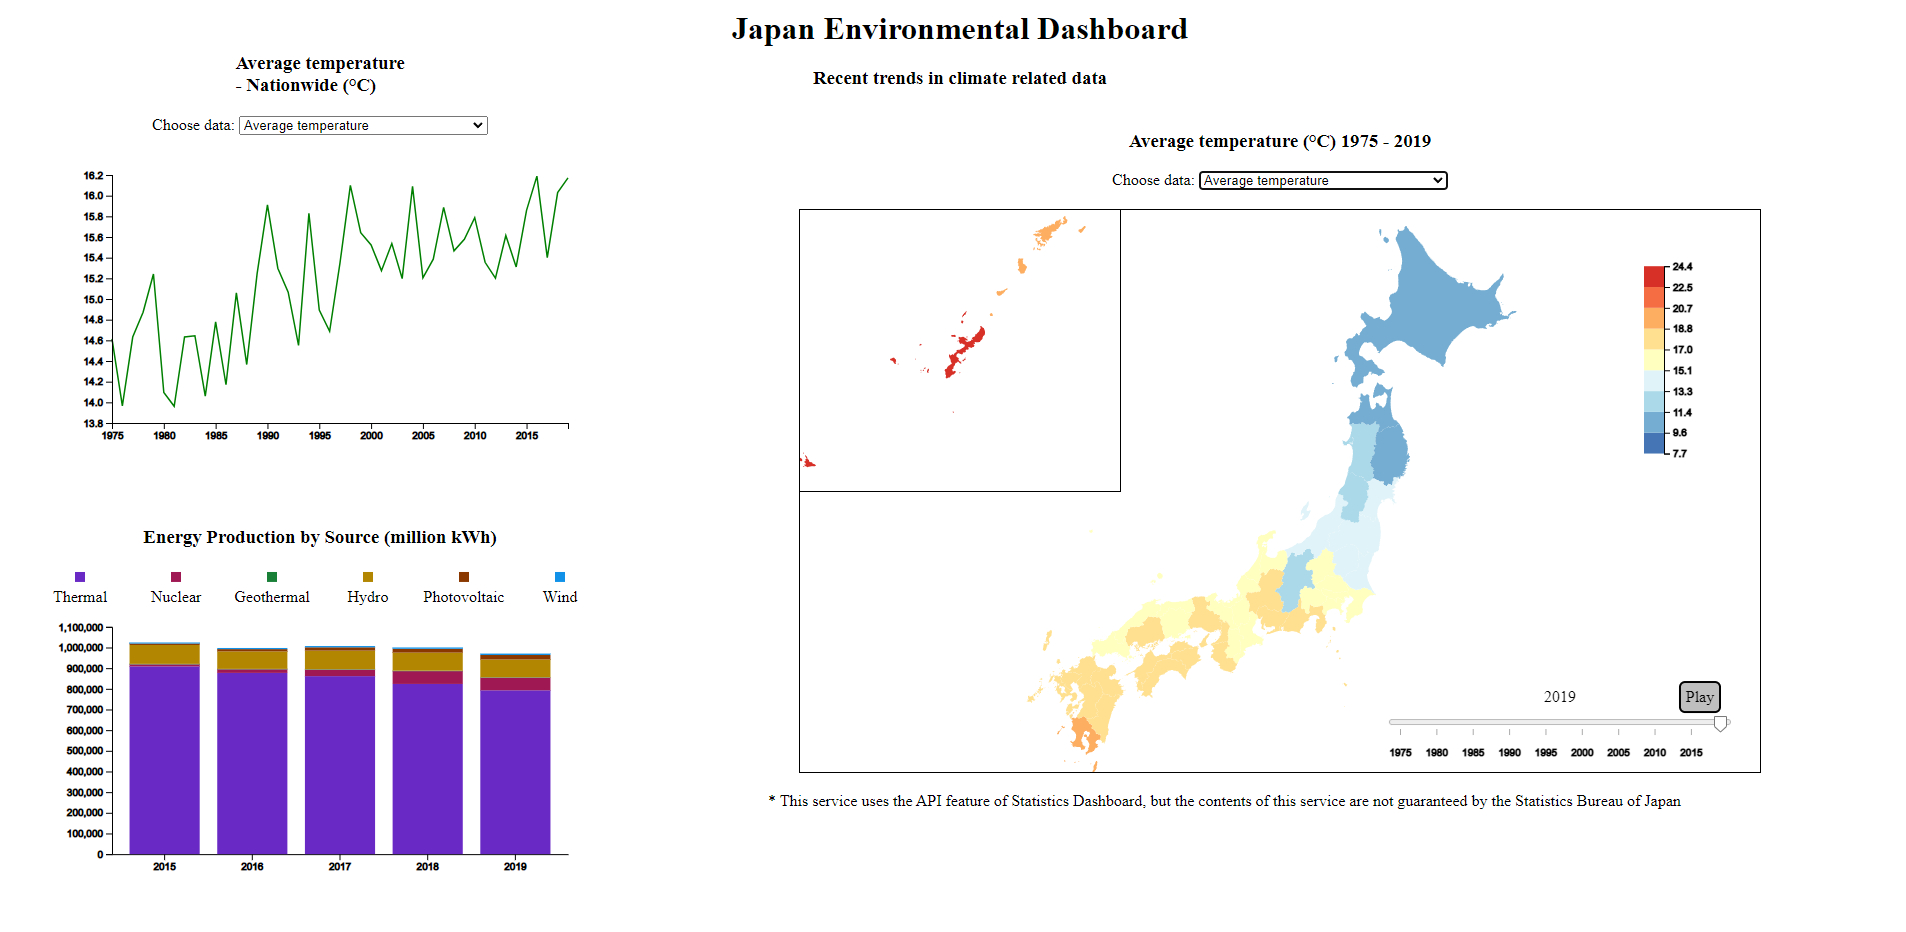 Japan Environmental Dashboard
Average temperature
- Nationwide (°C)
Choose data: Average temperature
16.2
16.0
15.8
15.6
15.4
15.2
15.0
14.8
14.6
14.4
14.2
14.0
13.8
1975 1980 1985 1990 1995 2000 2005 2010 2015
Energy Production by Source (million kWh)
Thermal Nuclear Geothermal Hydro Photovoltaic Wind
1,100,000
1,000,000
900,000
800,000
700,000
600,000
500,000
400,000
300,000
200,000
100,000
0
2015 2016 2017 2018 2019
Recent trends in climate related data
Average temperature (°C) 1975 - 2019
Choose data: Average temperature
24.4
22.5
20.7
18.8
17.0
15.1
13.3
11.4
9.6
7.7
2019 Play
1975 1980 1985 1990 1995 2000 2005 2010 2015
* This service uses the API feature of Statistics Dashboard, but the contents of this service are not guaranteed by the Statistics Bureau of Japan